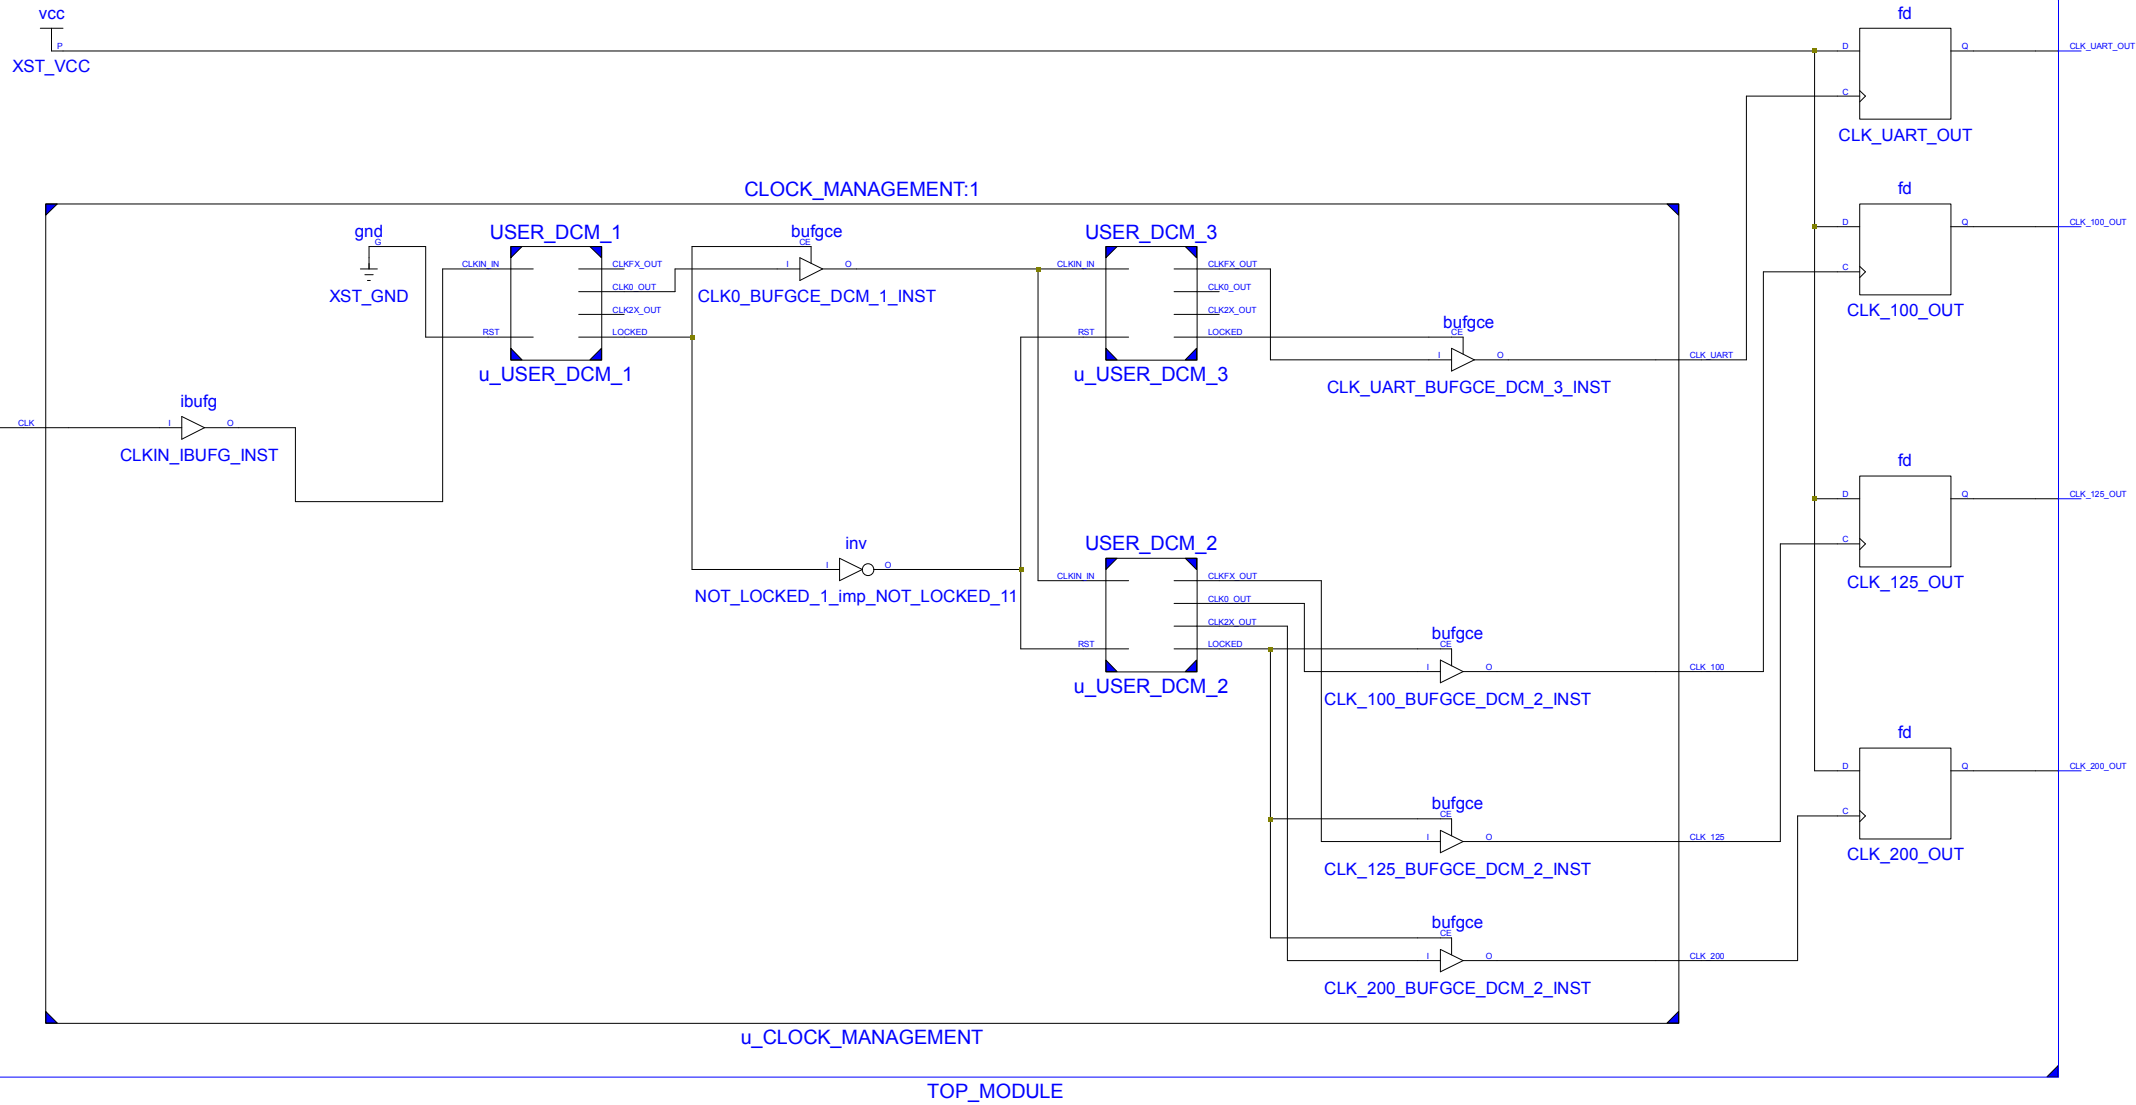 vcc
P
XST_VCC
fd
D
Q
CLK_UART_OUT
C
CLK_UART_OUT
CLOCK_MANAGEMENT:1
fd
D
Q
CLK_100_OUT
C
CLK_100_OUT
gnd
G
XST_GND
USER_DCM_1
CLKIN_IN
CLKFX_OUT
CLK0_OUT
CLK2X_OUT
RST
LOCKED
u_USER_DCM_1
bufgce
CE
I
O
CLK0_BUFGCE_DCM_1_INST
USER_DCM_3
CLKIN_IN
CLKFX_OUT
CLK0_OUT
CLK2X_OUT
RST
LOCKED
u_USER_DCM_3
bufgce
CE
I
O
CLK_UART
CLK_UART_BUFGCE_DCM_3_INST
CLK
ibufg
I
O
CLKIN_IBUFG_INST
fd
D
Q
CLK_125_OUT
C
CLK_125_OUT
inv
I
O
NOT_LOCKED_1_imp_NOT_LOCKED_11
USER_DCM_2
CLKIN_IN
CLKFX_OUT
CLK0_OUT
CLK2X_OUT
RST
LOCKED
u_USER_DCM_2
bufgce
CE
I
O
CLK_100
CLK_100_BUFGCE_DCM_2_INST
fd
D
Q
CLK_200_OUT
C
CLK_200_OUT
bufgce
CE
I
O
CLK_125
CLK_125_BUFGCE_DCM_2_INST
bufgce
CE
I
O
CLK_200
CLK_200_BUFGCE_DCM_2_INST
u_CLOCK_MANAGEMENT
TOP_MODULE